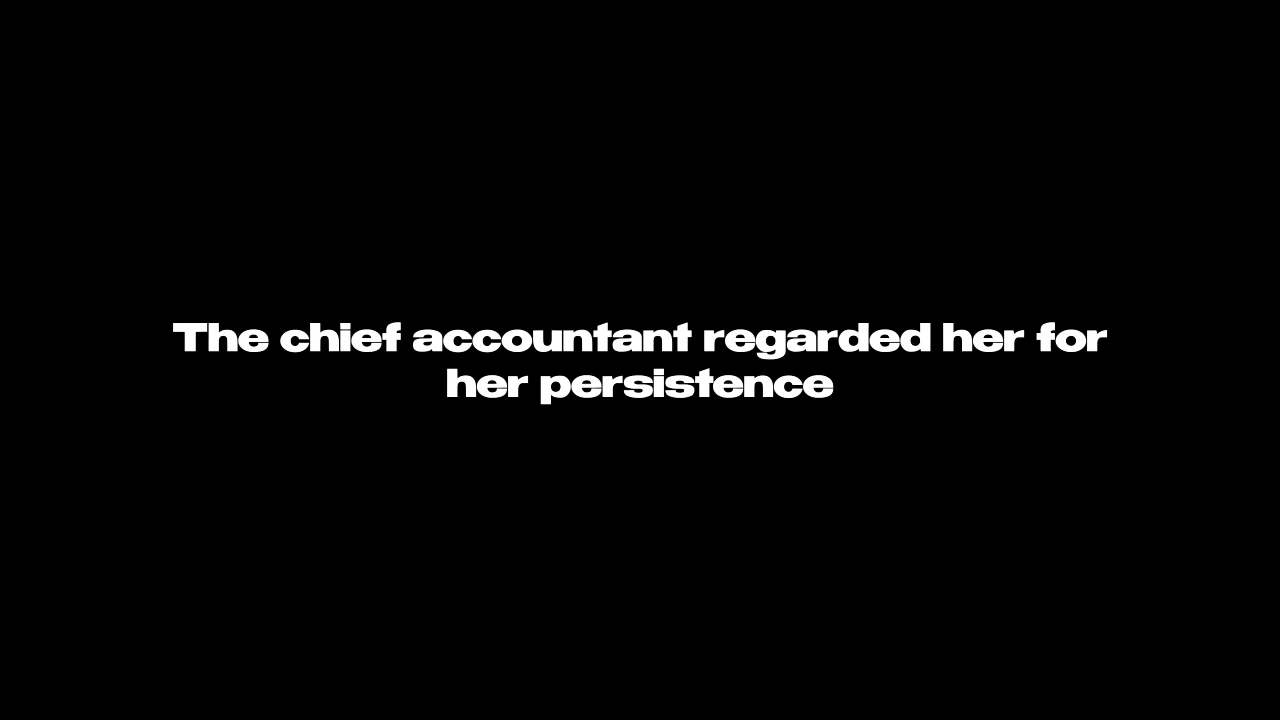 The chief accountant regarded her for
her persistence